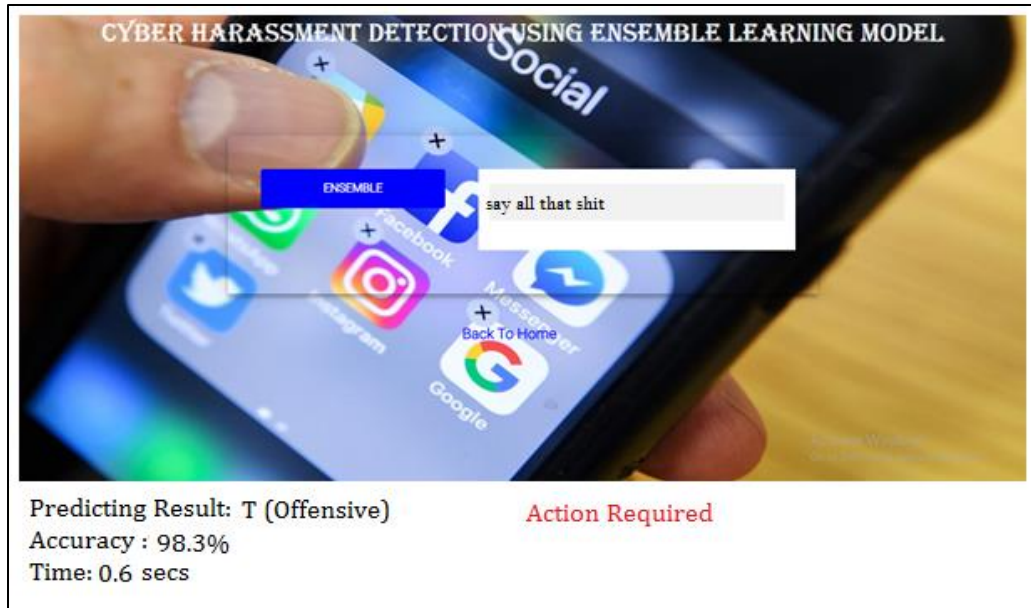 CYBER HARASSMENT DETECTION USING ENSEMBLE LEARNING MODEL
Social
ENSEMBLE
say all that shit
Facebook
Messenger
Instagram
Back To Home
Google
Predicting Result: T (Offensive)
Action Required
Accuracy : 98.3%
Time: 0.6 secs